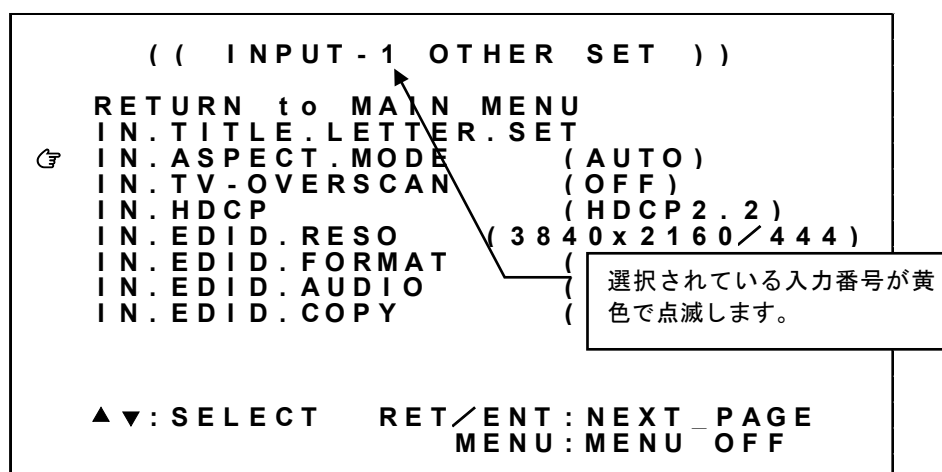 (( INPUT-1 OTHER SET ))
RETURN to MAIN MENU
IN.TITLE.LETTER.SET
☞ IN.ASPECT.MODE (AUTO)
IN.TV-OVERSCAN (OFF)
IN.HDCP (HDCP2.2)
IN.EDID.RESO (3840x2160/444)
IN.EDID.FORMAT (
IN.EDID.AUDIO (
IN.EDID.COPY (
選択されている入力番号が黄
色で点滅します。
▲▼:SELECT RET/ENT:NEXT_PAGE
MENU:MENU OFF